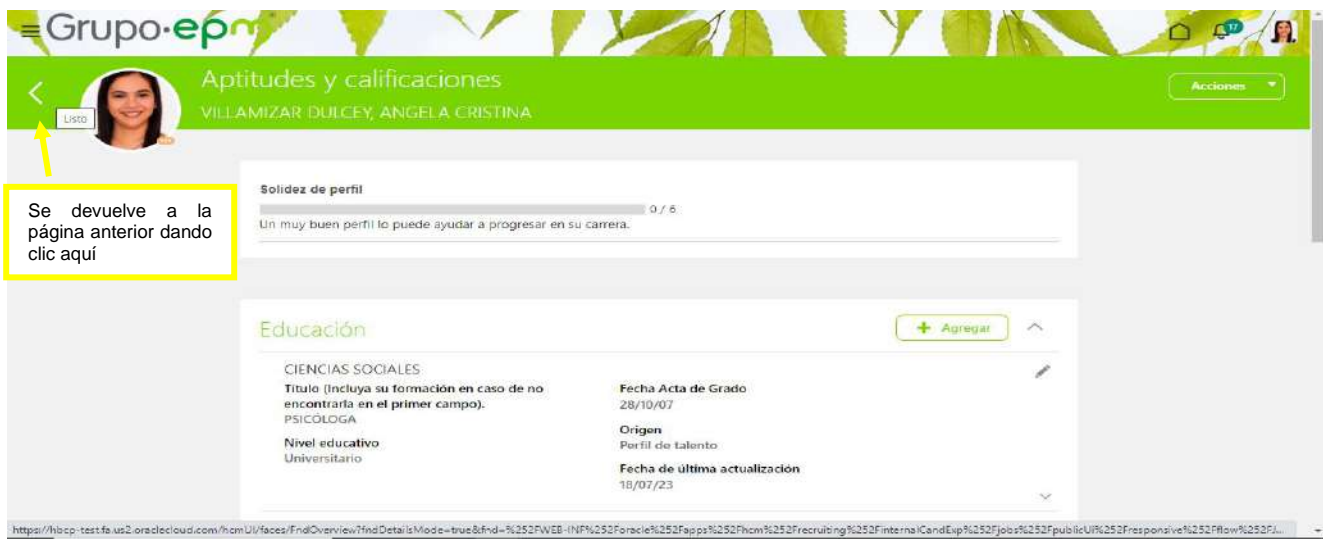 Grupo·epm
17
Aptitudes y calificaciones
Acciones
VILLAMIZAR DULCEY, ANGELA CRISTINA
Listo
Se devuelve a la
página anterior dando
clic aquí
Solidez de perfil
0 / 6
Un muy buen perfil lo puede ayudar a progresar en su carrera.
Educación
Agregar
CIENCIAS SOCIALES
Título (Incluya su formación en caso de no
encontrarla en el primer campo).
PSICÓLOGA
Fecha Acta de Grado
28/10/07
Nivel educativo
Universitario
Origen
Perfil de talento
Fecha de última actualización
18/07/23